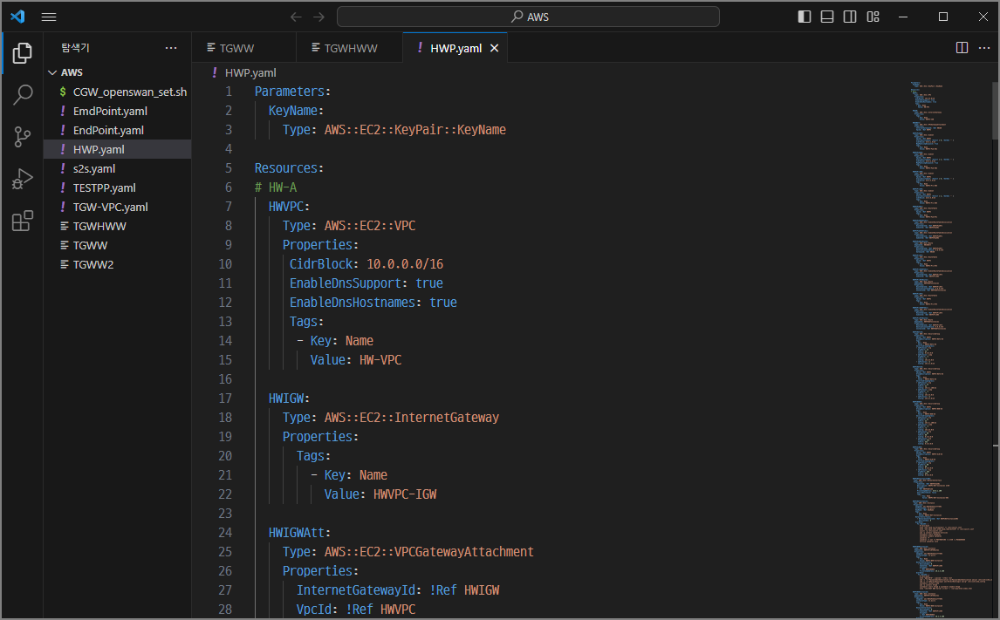 AWS
탐색기
TGWW
TGWHWW
! HWP.yaml
AWS
! HWP.yaml
$ CGW_openswan_set.sh
! EmdPoint.yaml
! EndPoint.yaml
! HWP.yaml
! s2s.yaml
! TESTPP.yaml
! TGW-VPC.yaml
TGWHWW
TGWW
TGWW2
1 Parameters:
2 KeyName:
3 Type: AWS::EC2::KeyPair::KeyName
4
5 Resources:
6 # HW-A
7 HWVPC:
8 Type: AWS::EC2::VPC
9 Properties:
10 CidrBlock: 10.0.0.0/16
11 EnableDnsSupport: true
12 EnableDnsHostnames: true
13 Tags:
14 - Key: Name
15 Value: HW-VPC
16
17 HWIGW:
18 Type: AWS::EC2::InternetGateway
19 Properties:
20 Tags:
21 - Key: Name
22 Value: HWVPC-IGW
23
24 HWIGWAtt:
25 Type: AWS::EC2::VPCGatewayAttachment
26 Properties:
27 InternetGatewayId: !Ref HWIGW
28 VpcId: !Ref HWVPC